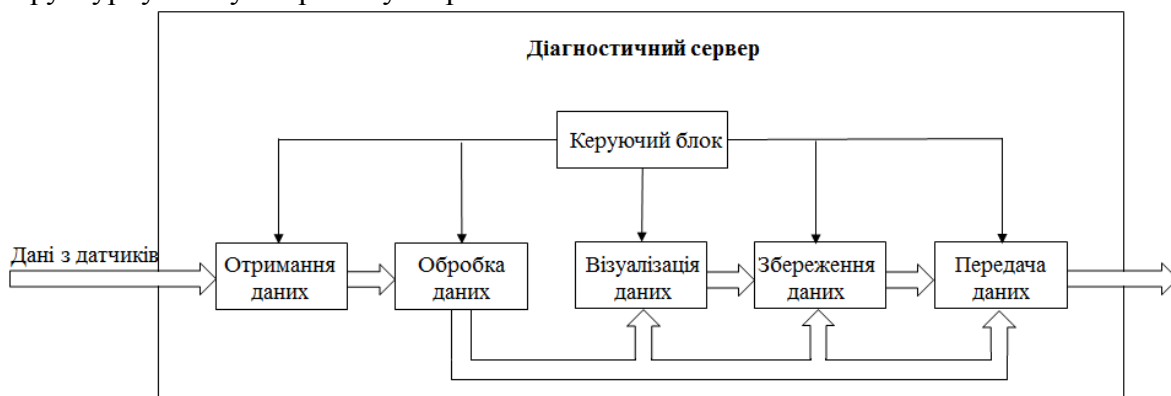 Діагностичний сервер
Керуючий блок
Дані з датчиків
Отримання
даних
Обробка
даних
Візуалізація
даних
Збереження
даних
Передача
даних